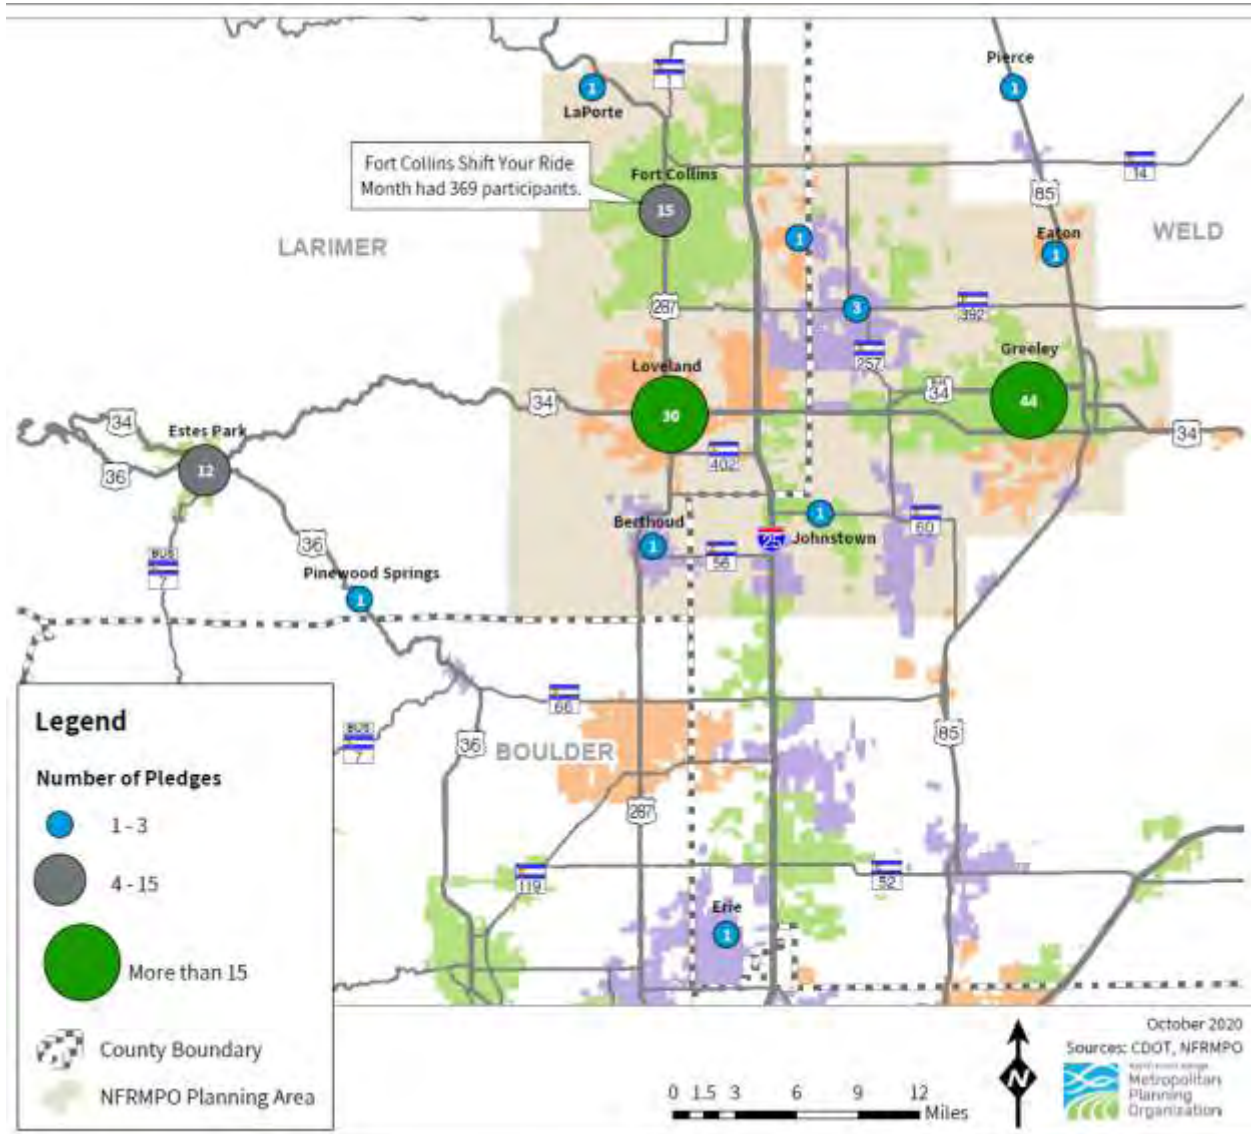 Pierce
1
1
1
LaPorte
Fort Collins Shift Your Ride
Month had 369 participants.
Fort Collins
15
14
85
LARIMER
WELD
Eaton
1
1
287
3
392
257
Loveland
Greeley
30
44
34
34
34
34
Estes Park
36
12
402
Berthoud
1
1
Johnstown
60
25
56
36
BUS
7
Pinewood Springs
1
66
BUS
7
36
BOULDER
85
287
119
52
Erie
1
Legend
Number of Pledges
1 - 3
4 - 15
More than 15
County Boundary
NFRMPO Planning Area
0 1.5 3 6 9 12
Miles
N
October 2020
Sources: CDOT, NFRMPO
Metropolitan
Planning
Organization